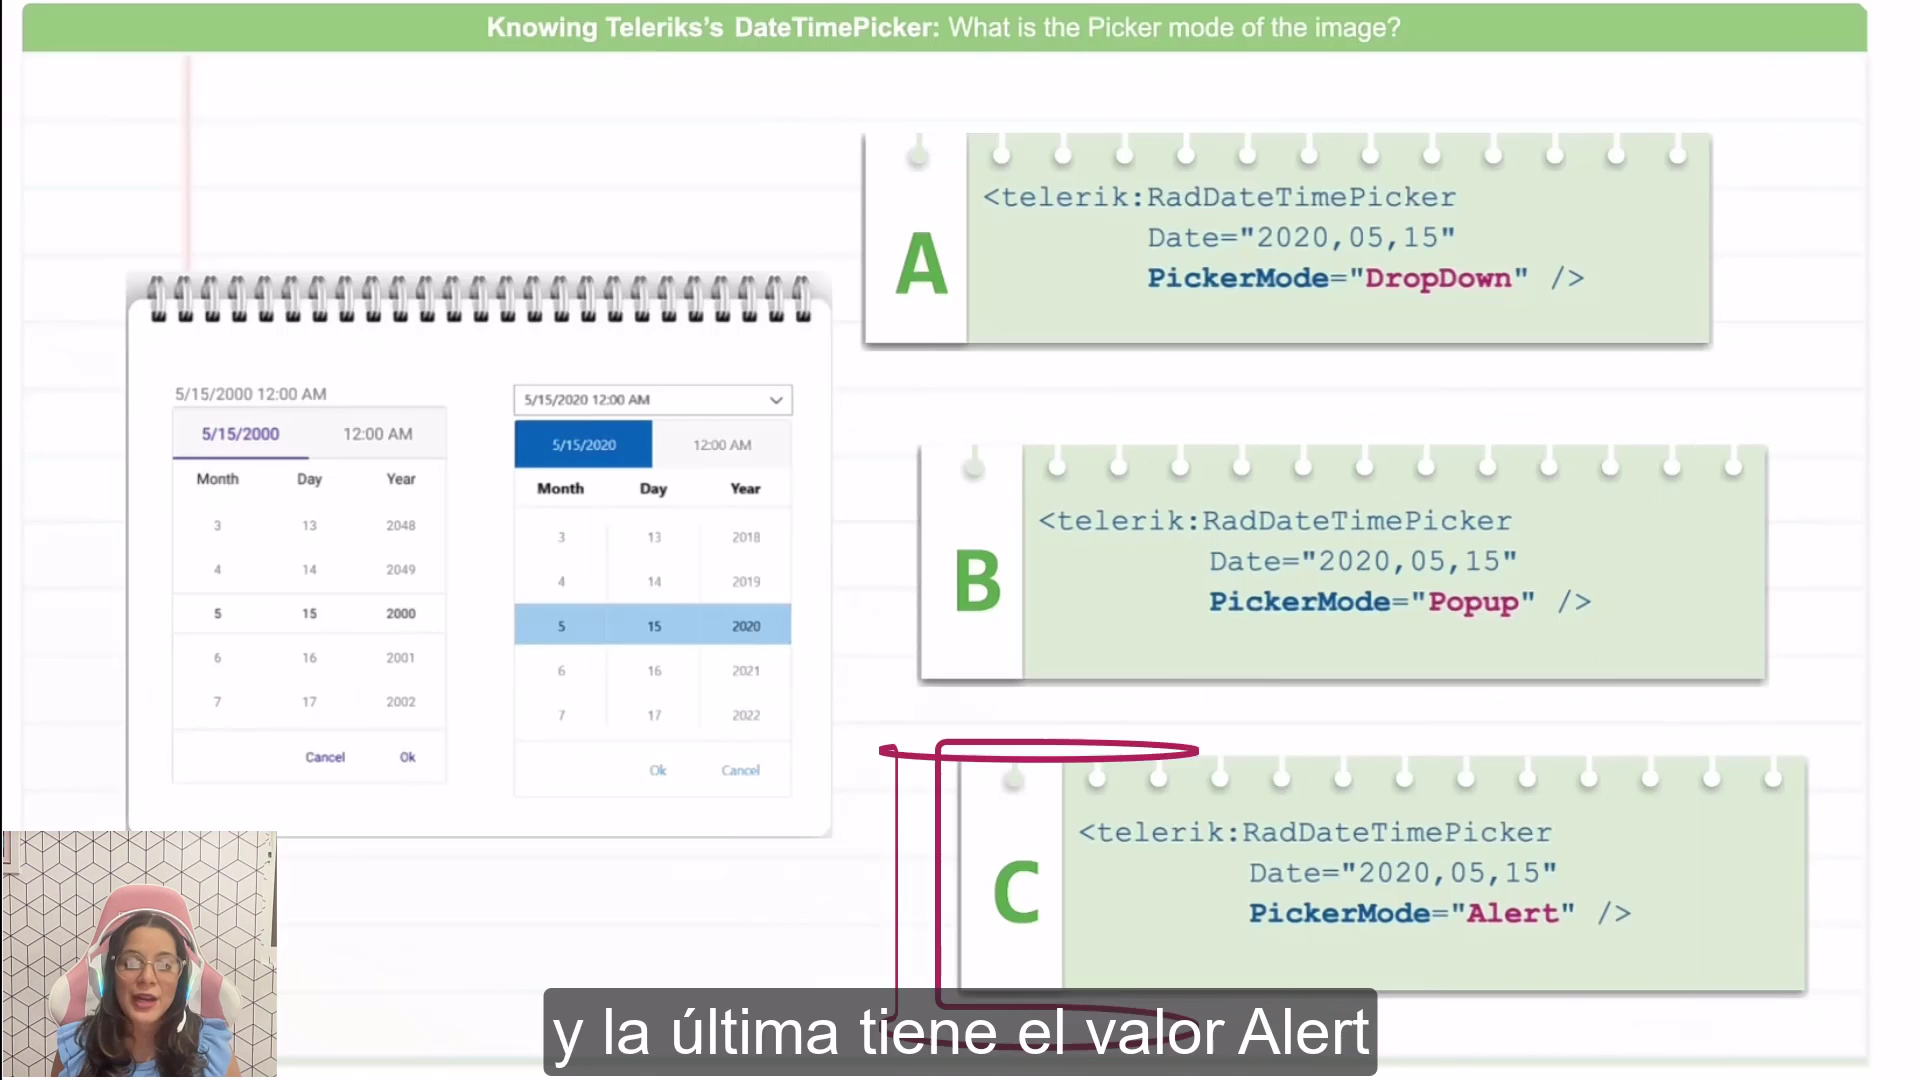 Knowing Teleriks's DateTimePicker: What is the Picker mode of the image?
5/15/2000 12:00 AM
5/15/2000 12:00 AM
Month Day Year
3 13 2048
4 14 2049
5 15 2000
6 16 2001
7 17 2002
Cancel Ok
5/15/2020 12:00 AM
5/15/2020 12:00 AM
Month Day Year
3 13 2018
4 14 2019
5 15 2020
6 16 2021
7 17 2022
Ok Cancel
A
<telerik:RadDateTimePicker
Date="2020,05,15"
PickerMode="DropDown" />
B
<telerik:RadDateTimePicker
Date="2020,05,15"
PickerMode="Popup" />
C
<telerik:RadDateTimePicker
Date="2020,05,15"
PickerMode="Alert" />
y la última tiene el valor Alert